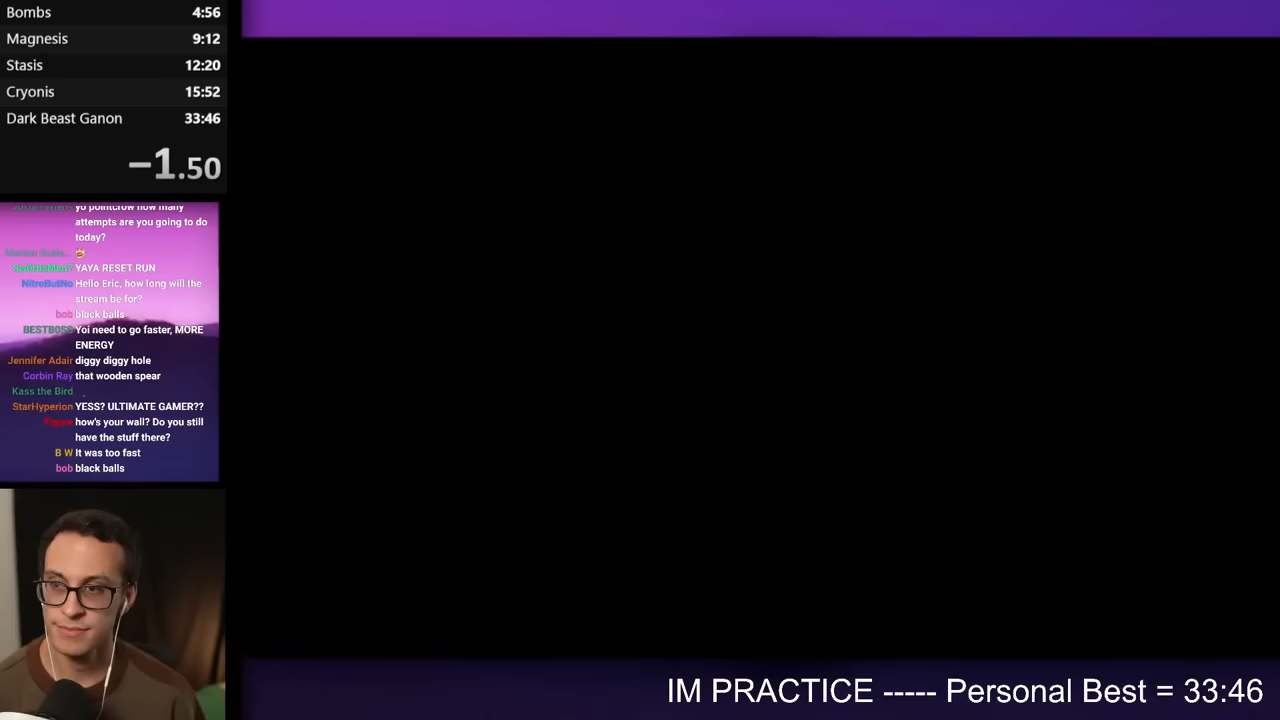 Bombs 4:56
Magnesis 9:12
Stasis 12:20
Cryonis 15:52
Dark Beast Ganon 33:46
−1.50
yo pointcrow how many
attempts are you going to do
today?
YAYA RESET RUN
NitroButNo Hello Eric, how long will the
stream be for?
bob black balls
BESTB0SS Yoi need to go faster, MORE
ENERGY
Jennifer Adair diggy diggy hole
Corbin Ray that wooden spear
Kass the Bird
StarHyperion YESS? ULTIMATE GAMER??
Figure how's your wall? Do you still
have the stuff there?
B W It was too fast
bob black balls
IM PRACTICE ----- Personal Best = 33:46